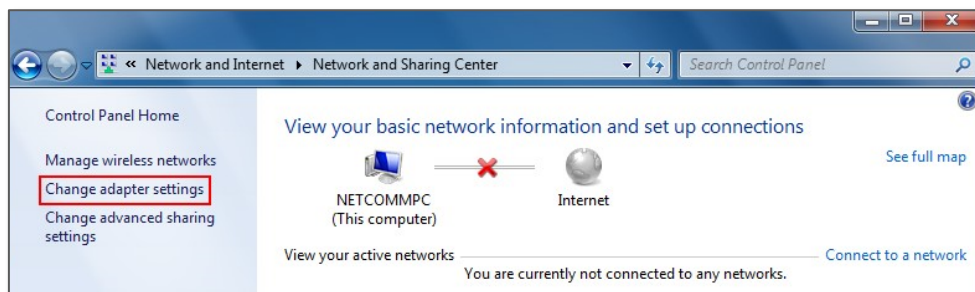 « Network and Internet ▸ Network and Sharing Center
Search Control Panel
Control Panel Home
Manage wireless networks
Change adapter settings
Change advanced sharing
settings
View your basic network information and set up connections
See full map
NETCOMMPC
(This computer)
Internet
View your active networks
Connect to a network
You are currently not connected to any networks.